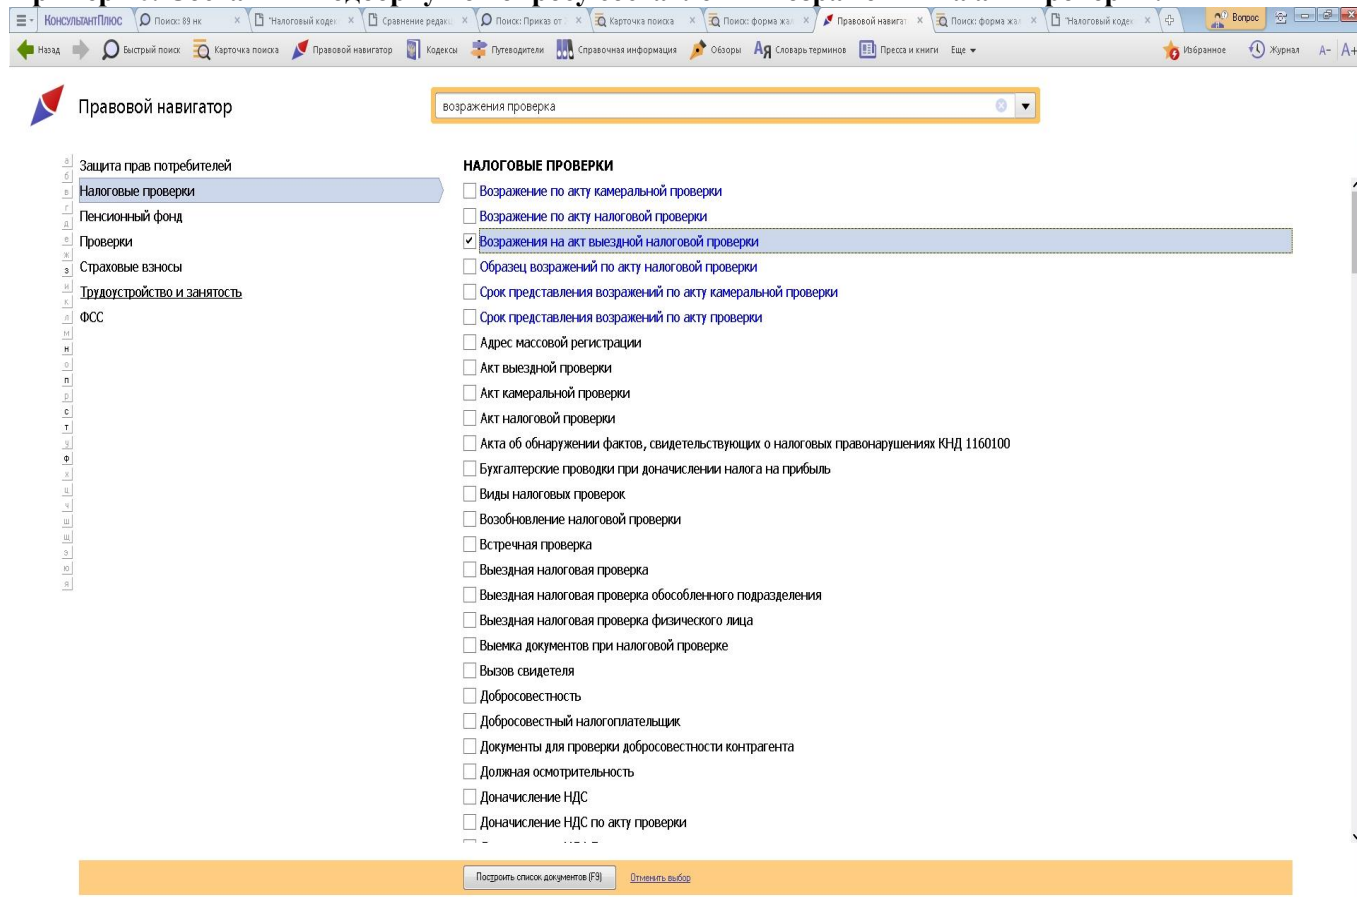 КонсультантПлюс Поиск: 89 нк "Налоговый кодек Сравнение редакц Поиск: Приказ от Карточка поиска Поиск: форма жал Правовой навигат Поиск: форма жал "Налоговый кодек Вопрос
Назад Быстрый поиск Карточка поиска Правовой навигатор Кодексы Путеводители Справочная информация Обзоры Словарь терминов Пресса и книги Еще Избранное Журнал А- А+
Правовой навигатор
возражения проверка
Защита прав потребителей
Налоговые проверки
Пенсионный фонд
Проверки
Страховые взносы
Трудоустройство и занятость
ФСС
а
б
в
г
д
е
ж
з
и
к
л
м
н
о
п
р
с
т
у
ф
х
ц
ч
ш
щ
э
ю
я
НАЛОГОВЫЕ ПРОВЕРКИ
Возражение по акту камеральной проверки
Возражение по акту налоговой проверки
Возражения на акт выездной налоговой проверки
Образец возражений по акту налоговой проверки
Срок представления возражений по акту камеральной проверки
Срок представления возражений по акту проверки
Адрес массовой регистрации
Акт выездной проверки
Акт камеральной проверки
Акт налоговой проверки
Акта об обнаружении фактов, свидетельствующих о налоговых правонарушениях КНД 1160100
Бухгалтерские проводки при доначислении налога на прибыль
Виды налоговых проверок
Возобновление налоговой проверки
Встречная проверка
Выездная налоговая проверка
Выездная налоговая проверка обособленного подразделения
Выездная налоговая проверка физического лица
Выемка документов при налоговой проверке
Вызов свидетеля
Добросовестность
Добросовестный налогоплательщик
Документы для проверки добросовестности контрагента
Должная осмотрительность
Доначисление НДС
Доначисление НДС по акту проверки
Построить список документов (F9) Отменить выбор